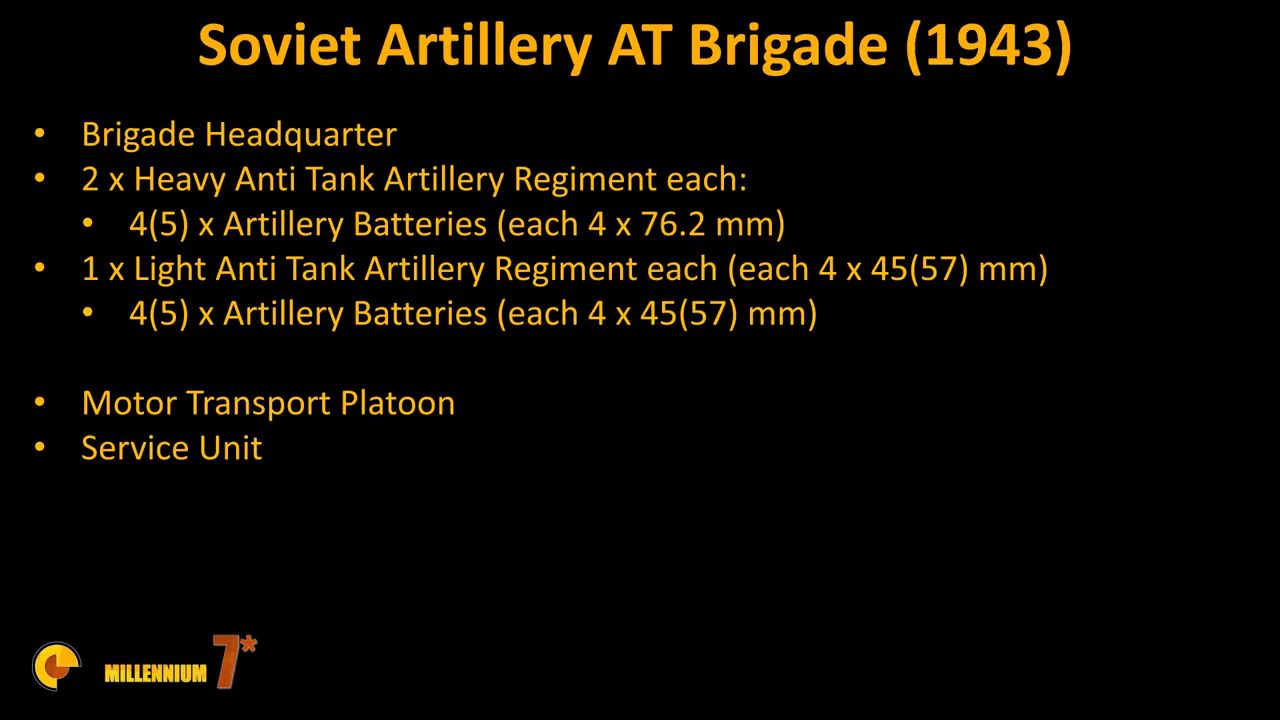 Soviet Artillery AT Brigade (1943)
• Brigade Headquarter
• 2 x Heavy Anti Tank Artillery Regiment each:
• 4(5) x Artillery Batteries (each 4 x 76.2 mm)
• 1 x Light Anti Tank Artillery Regiment each (each 4 x 45(57) mm)
• 4(5) x Artillery Batteries (each 4 x 45(57) mm)
• Motor Transport Platoon
• Service Unit
MILLENNIUM 7*